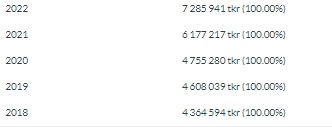 2022 7 285 941 tkr (100.00%)
2021 6 177 217 tkr (100.00%)
2020 4 755 280 tkr (100.00%)
2019 4 608 039 tkr (100.00%)
2018 4 364 594 tkr (100.00%)